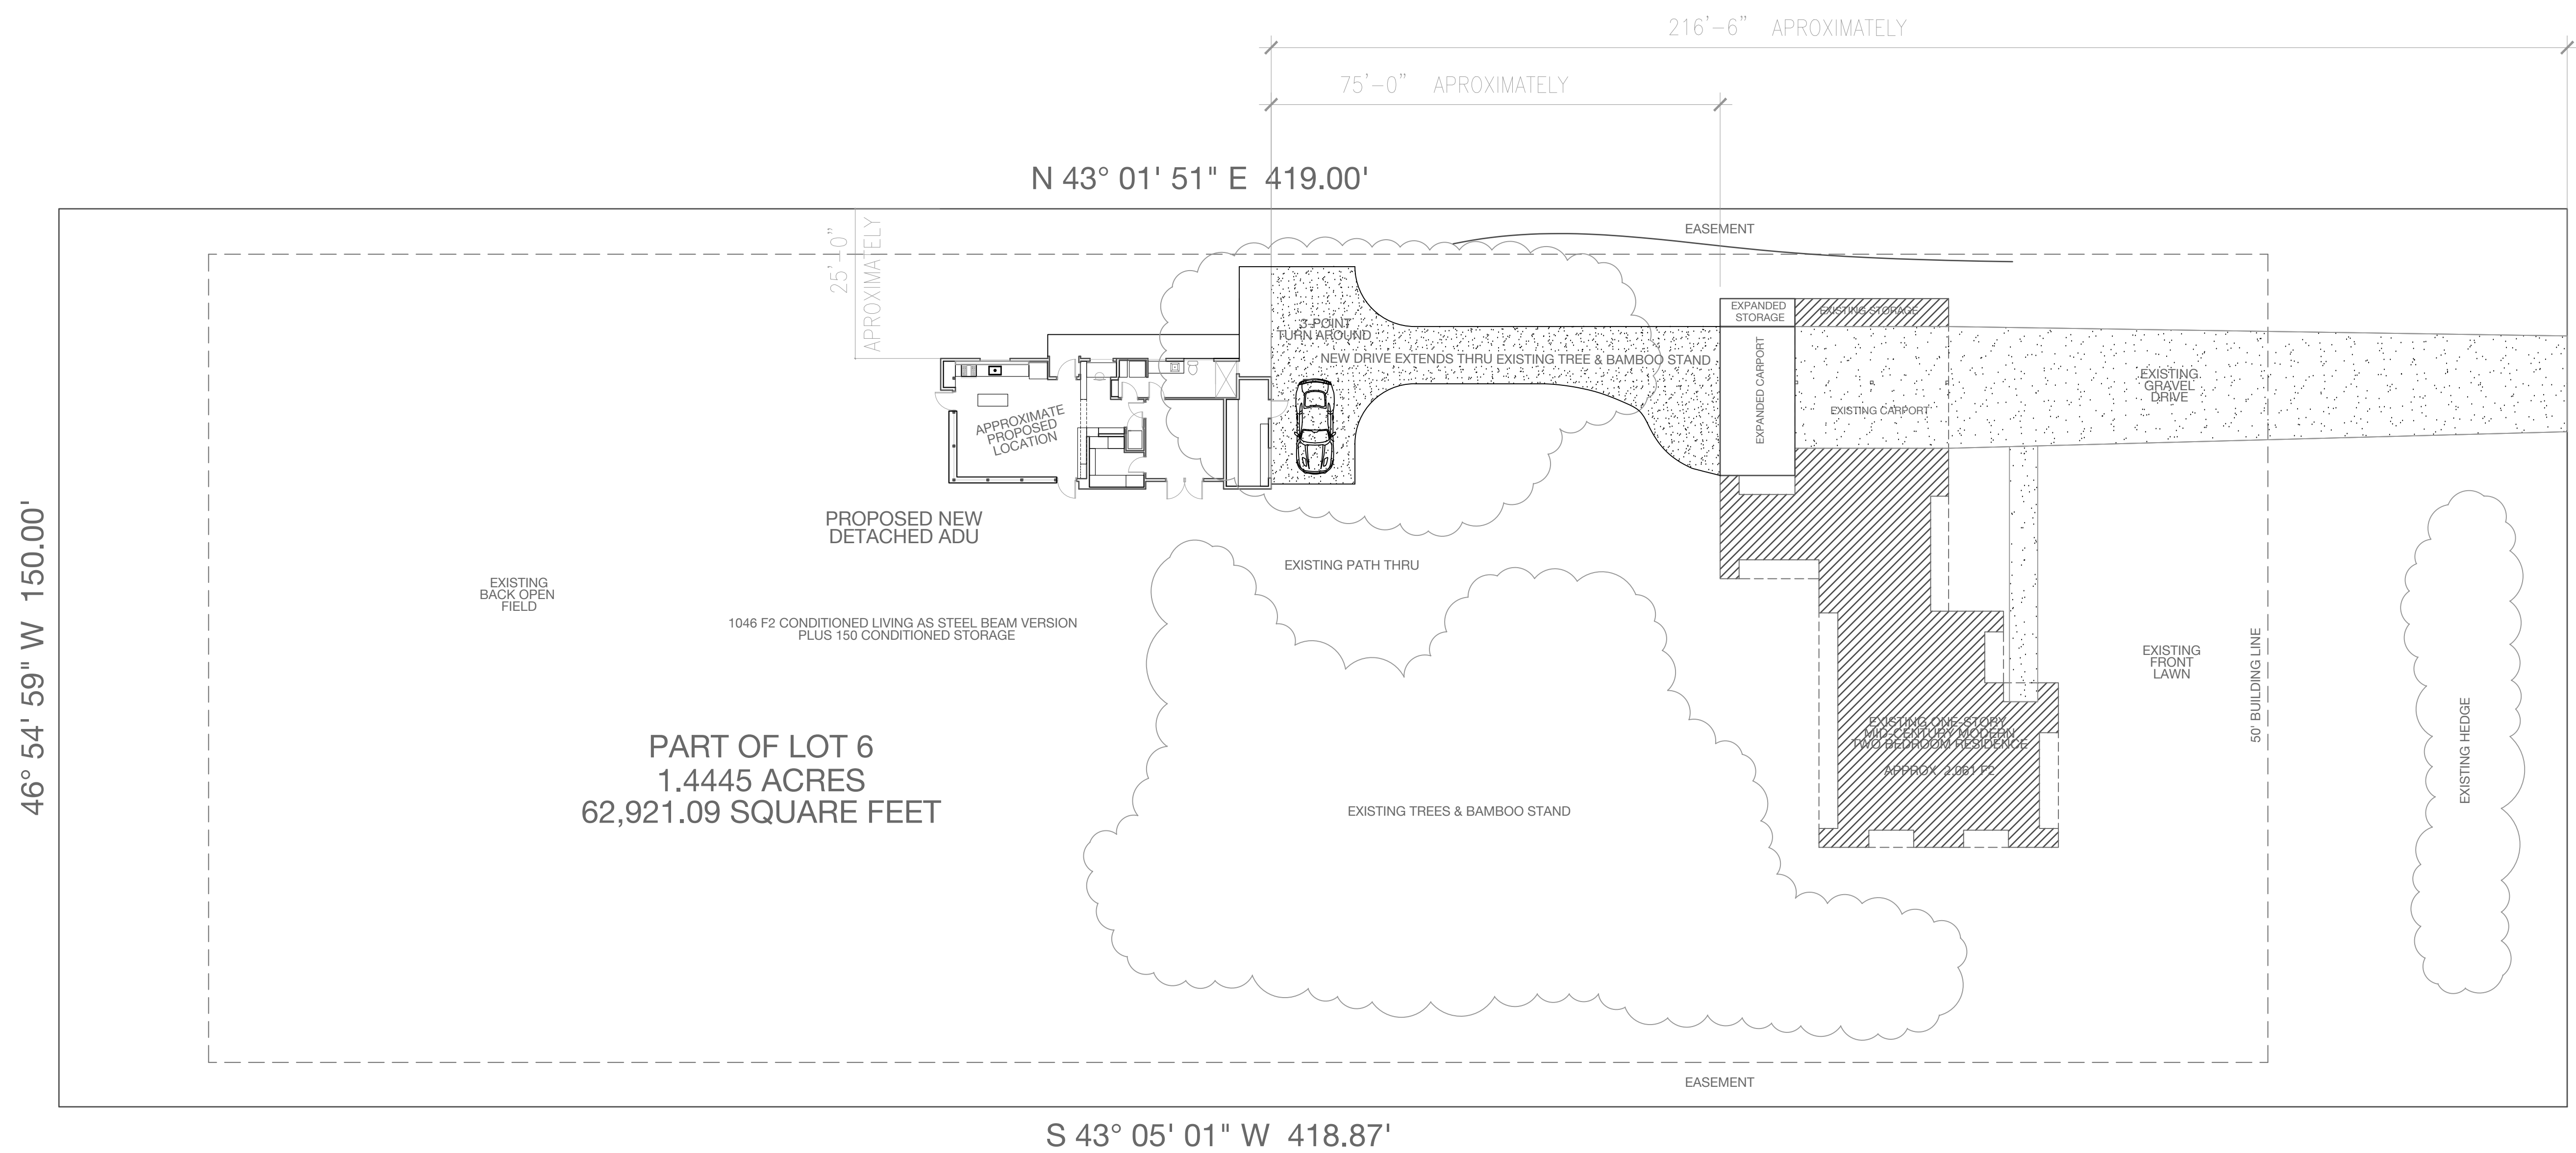 216'-6" APROXIMATELY
75'-0" APROXIMATELY
N 43° 01' 51" E 419.00'
EASEMENT
25'-0"
APROXIMATELY
EXPANDED
STORAGE
EXISTING STORAGE
3-POINT
TURN AROUND
NEW DRIVE EXTENDS THRU EXISTING TREE & BAMBOO STAND
EXPANDED CARPORT
EXISTING CARPORT
EXISTING
GRAVEL
DRIVE
APPROXIMATE
PROPOSED
LOCATION
PROPOSED NEW
DETACHED ADU
EXISTING PATH THRU
EXISTING
BACK OPEN
FIELD
1046 F2 CONDITIONED LIVING AS STEEL BEAM VERSION
PLUS 150 CONDITIONED STORAGE
46° 54' 59" W 150.00'
EXISTING
FRONT
LAWN
50' BUILDING LINE
EXISTING HEDGE
PART OF LOT 6
1.4445 ACRES
62,921.09 SQUARE FEET
EXISTING ONE-STORY
MID-CENTURY MODERN
TWO BEDROOM RESIDENCE
APPROX 2,061 F2
EXISTING TREES & BAMBOO STAND
EASEMENT
S 43° 05' 01" W 418.87'